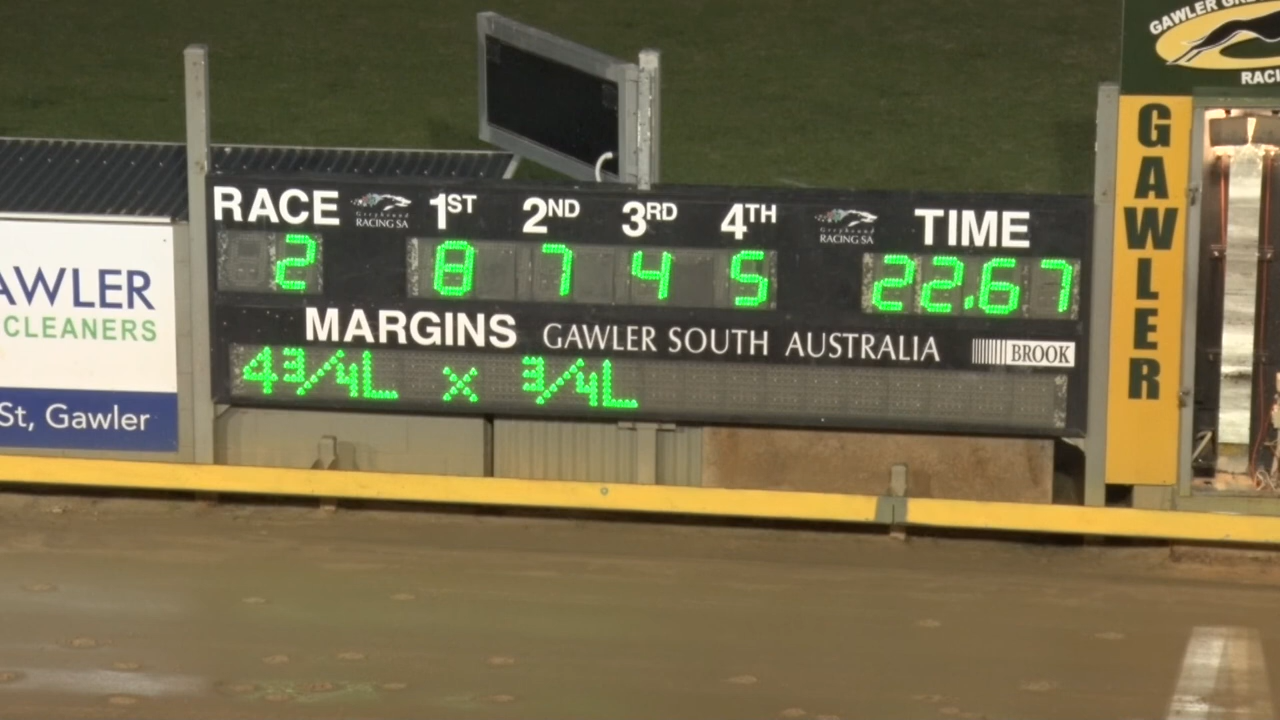 GAWLER
RACI
GAWLER
RACE 1ST 2ND 3RD 4TH TIME
Greyhound
RACING SA
Greyhound
RACING SA
2 8 7 4 5 22.67
MARGINS GAWLER SOUTH AUSTRALIA BROOK
4¾L x ¾L
AWLER
CLEANERS
St, Gawler